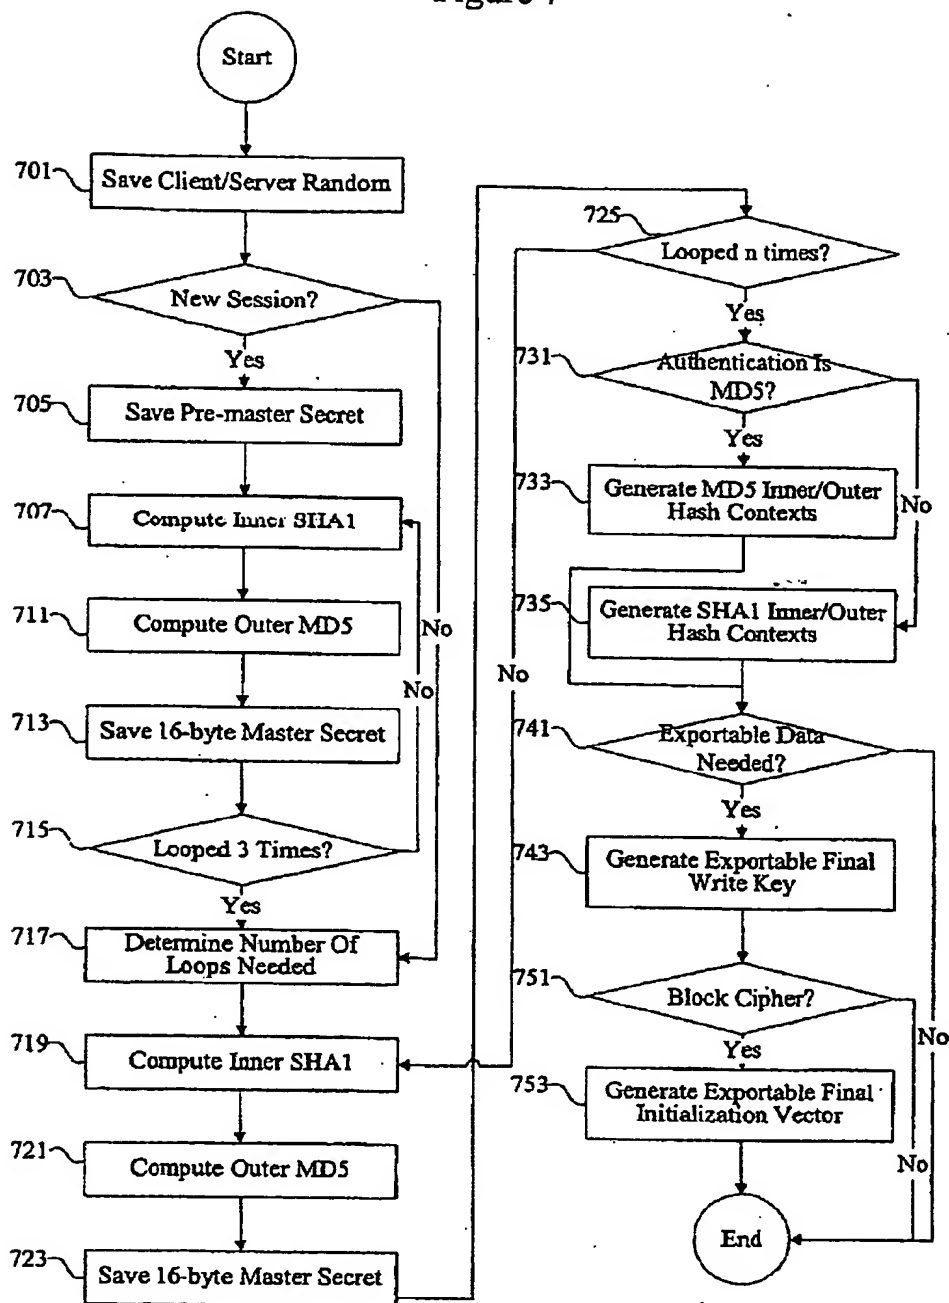 Figure 7
Start
701
Save Client/Server Random
703
New Session?
Yes
705
Save Pre-master Secret
707
Compute Inner SHA1
711
Compute Outer MD5
No
No
713
Save 16-byte Master Secret
715
Looped 3 Times?
Yes
717
Determine Number Of
Loops Needed
719
Compute Inner SHA1
721
Compute Outer MD5
723
Save 16-byte Master Secret
725
Looped n times?
Yes
No
731
Authentication Is
MD5?
Yes
No
733
Generate MD5 Inner/Outer
Hash Contexts
735
Generate SHA1 Inner/Outer
Hash Contexts
741
Exportable Data
Needed?
Yes
743
Generate Exportable Final
Write Key
751
Block Cipher?
No
Yes
753
Generate Exportable Final
Initialization Vector
No
End